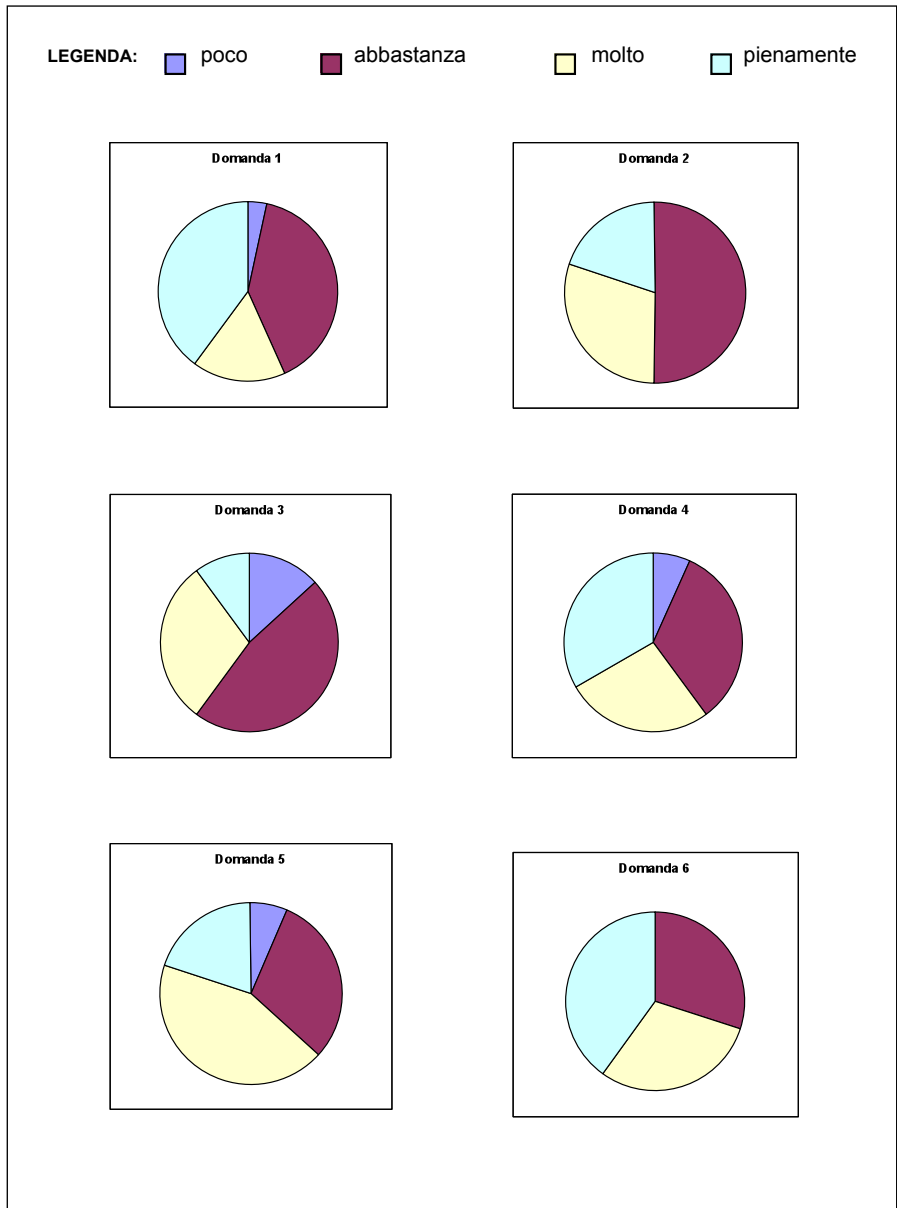 LEGENDA: poco abbastanza molto pienamente
Domanda 1
Domanda 2
Domanda 3
Domanda 4
Domanda 5
Domanda 6